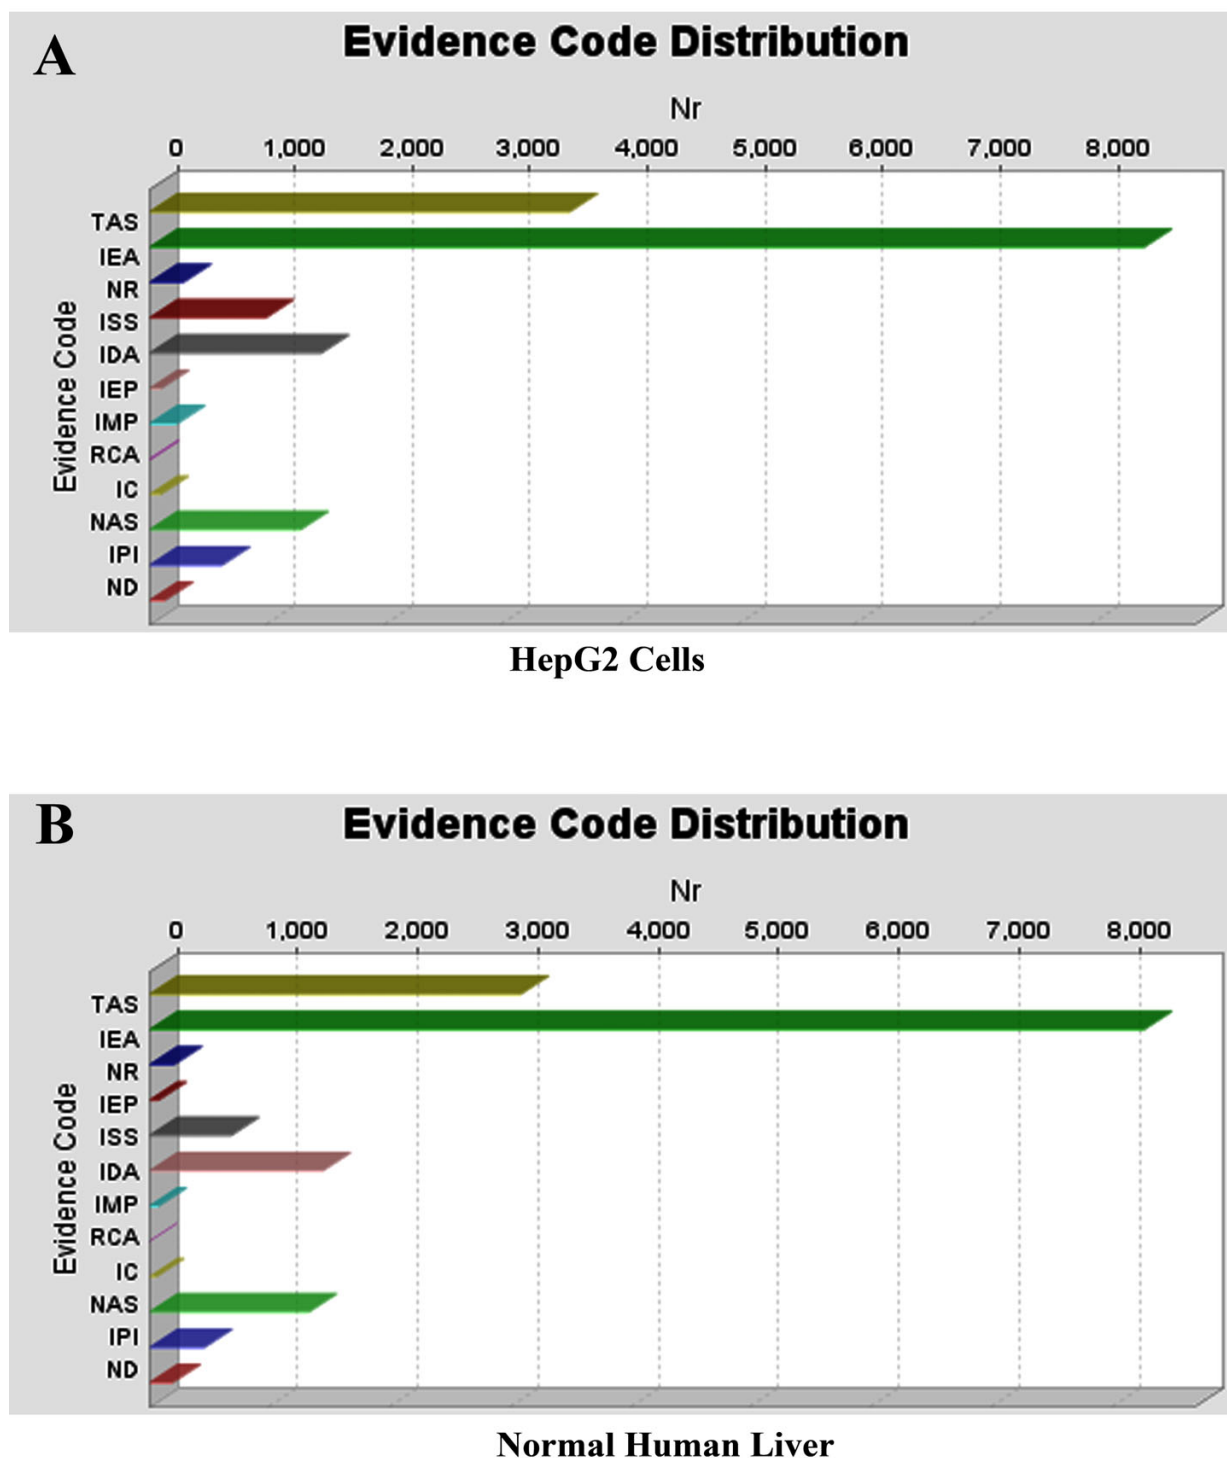 A
Evidence Code Distribution
Nr
0 1,000 2,000 3,000 4,000 5,000 6,000 7,000 8,000
Evidence Code
TAS
IEA
NR
ISS
IDA
IEP
IMP
RCA
IC
NAS
IPI
ND
HepG2 Cells
B
Evidence Code Distribution
Nr
0 1,000 2,000 3,000 4,000 5,000 6,000 7,000 8,000
Evidence Code
TAS
IEA
NR
IEP
ISS
IDA
IMP
RCA
IC
NAS
IPI
ND
Normal Human Liver